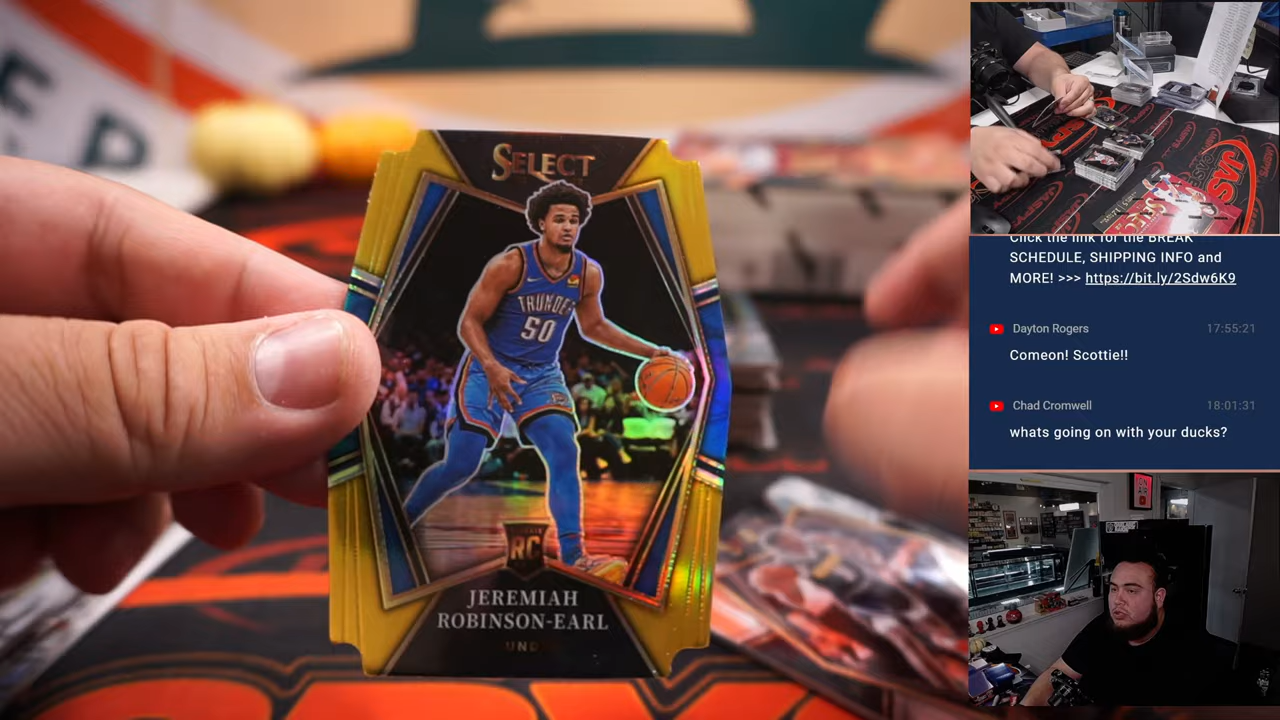 SELECT
THUNDER
50
RC
JEREMIAH
ROBINSON-EARL
Click the link for the BREAK
SCHEDULE, SHIPPING INFO and
MORE! >>> https://bit.ly/2Sdw6K9
Dayton Rogers 17:55:21
Comeon! Scottie!!
Chad Cromwell 18:01:31
whats going on with your ducks?